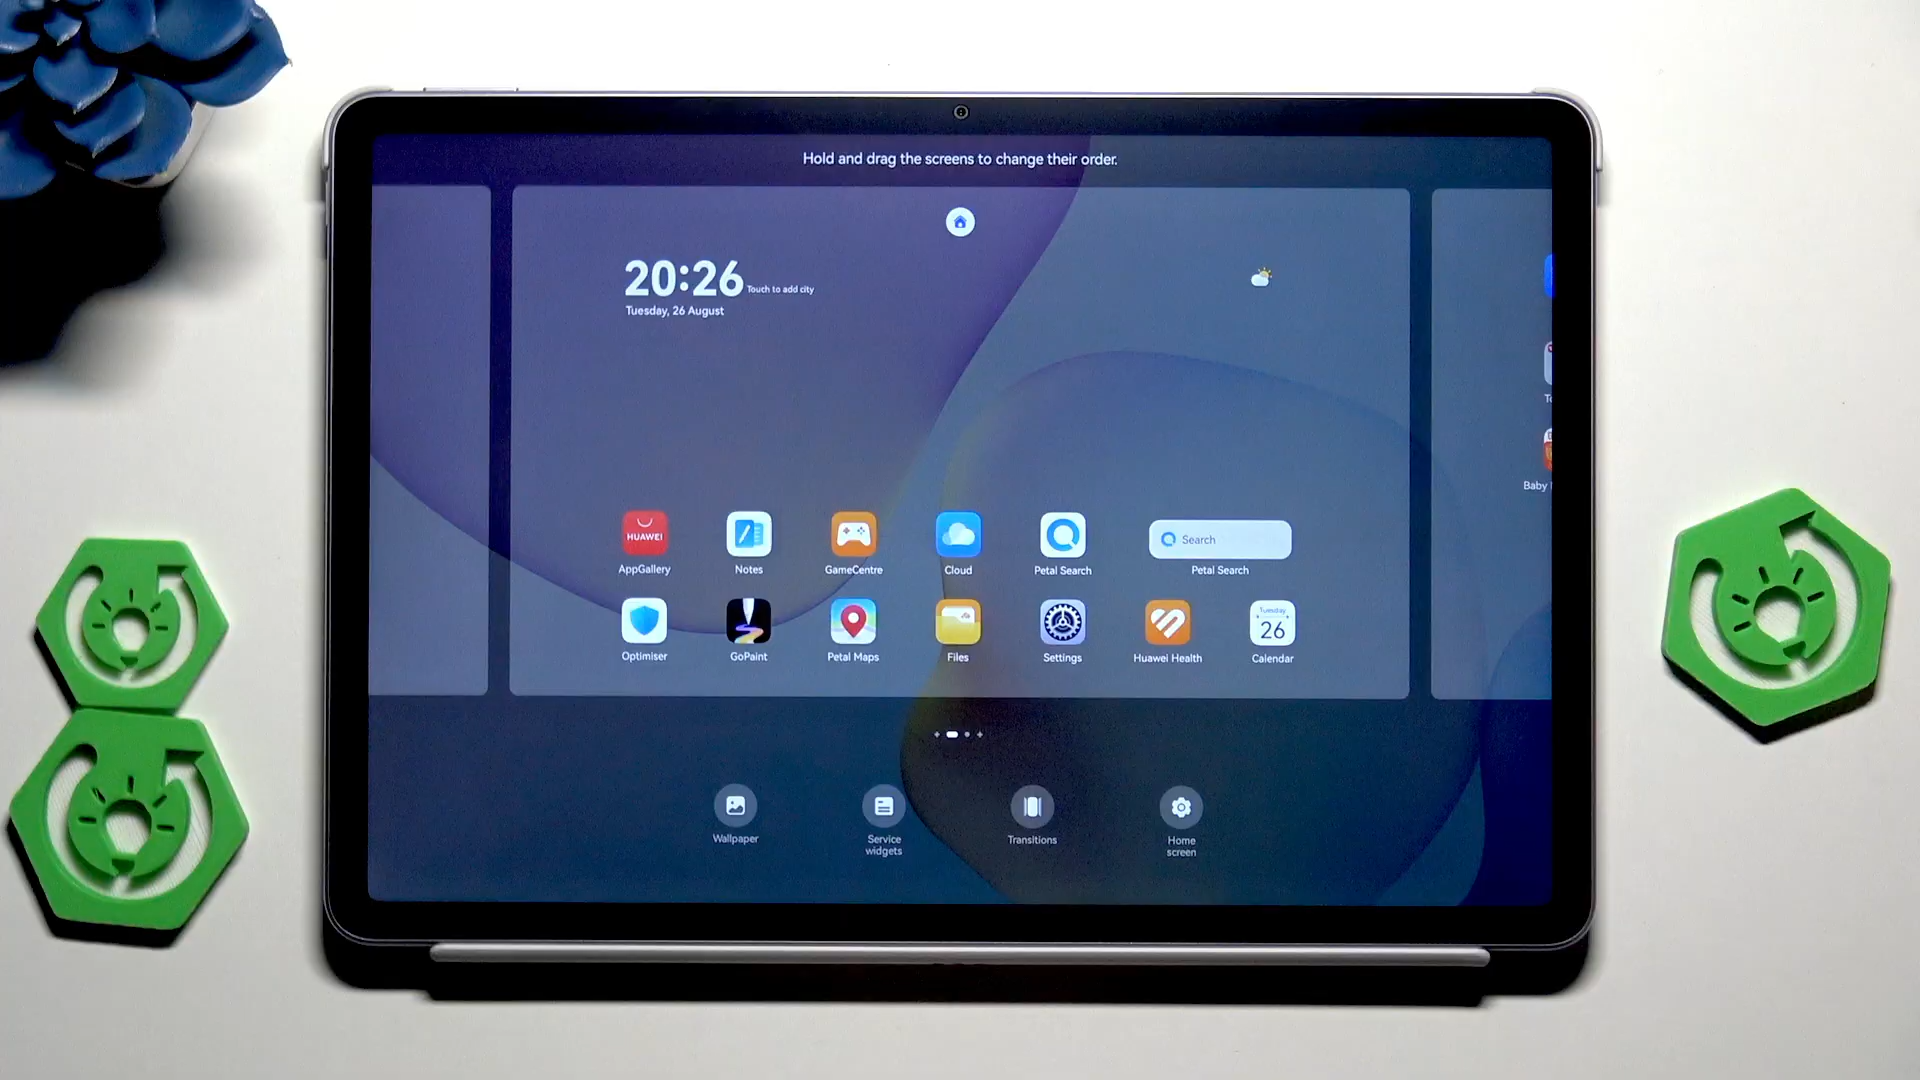 Hold and drag the screens to change their order.
20:26 Touch to add city
Tuesday, 26 August
HUAWEI
AppGallery
Notes
GameCentre
Cloud
Petal Search
Search
Petal Search
Optimiser
GoPaint
Petal Maps
Files
Settings
Huawei Health
Tuesday
26
Calendar
Baby
Wallpaper
Service
widgets
Transitions
Home
screen